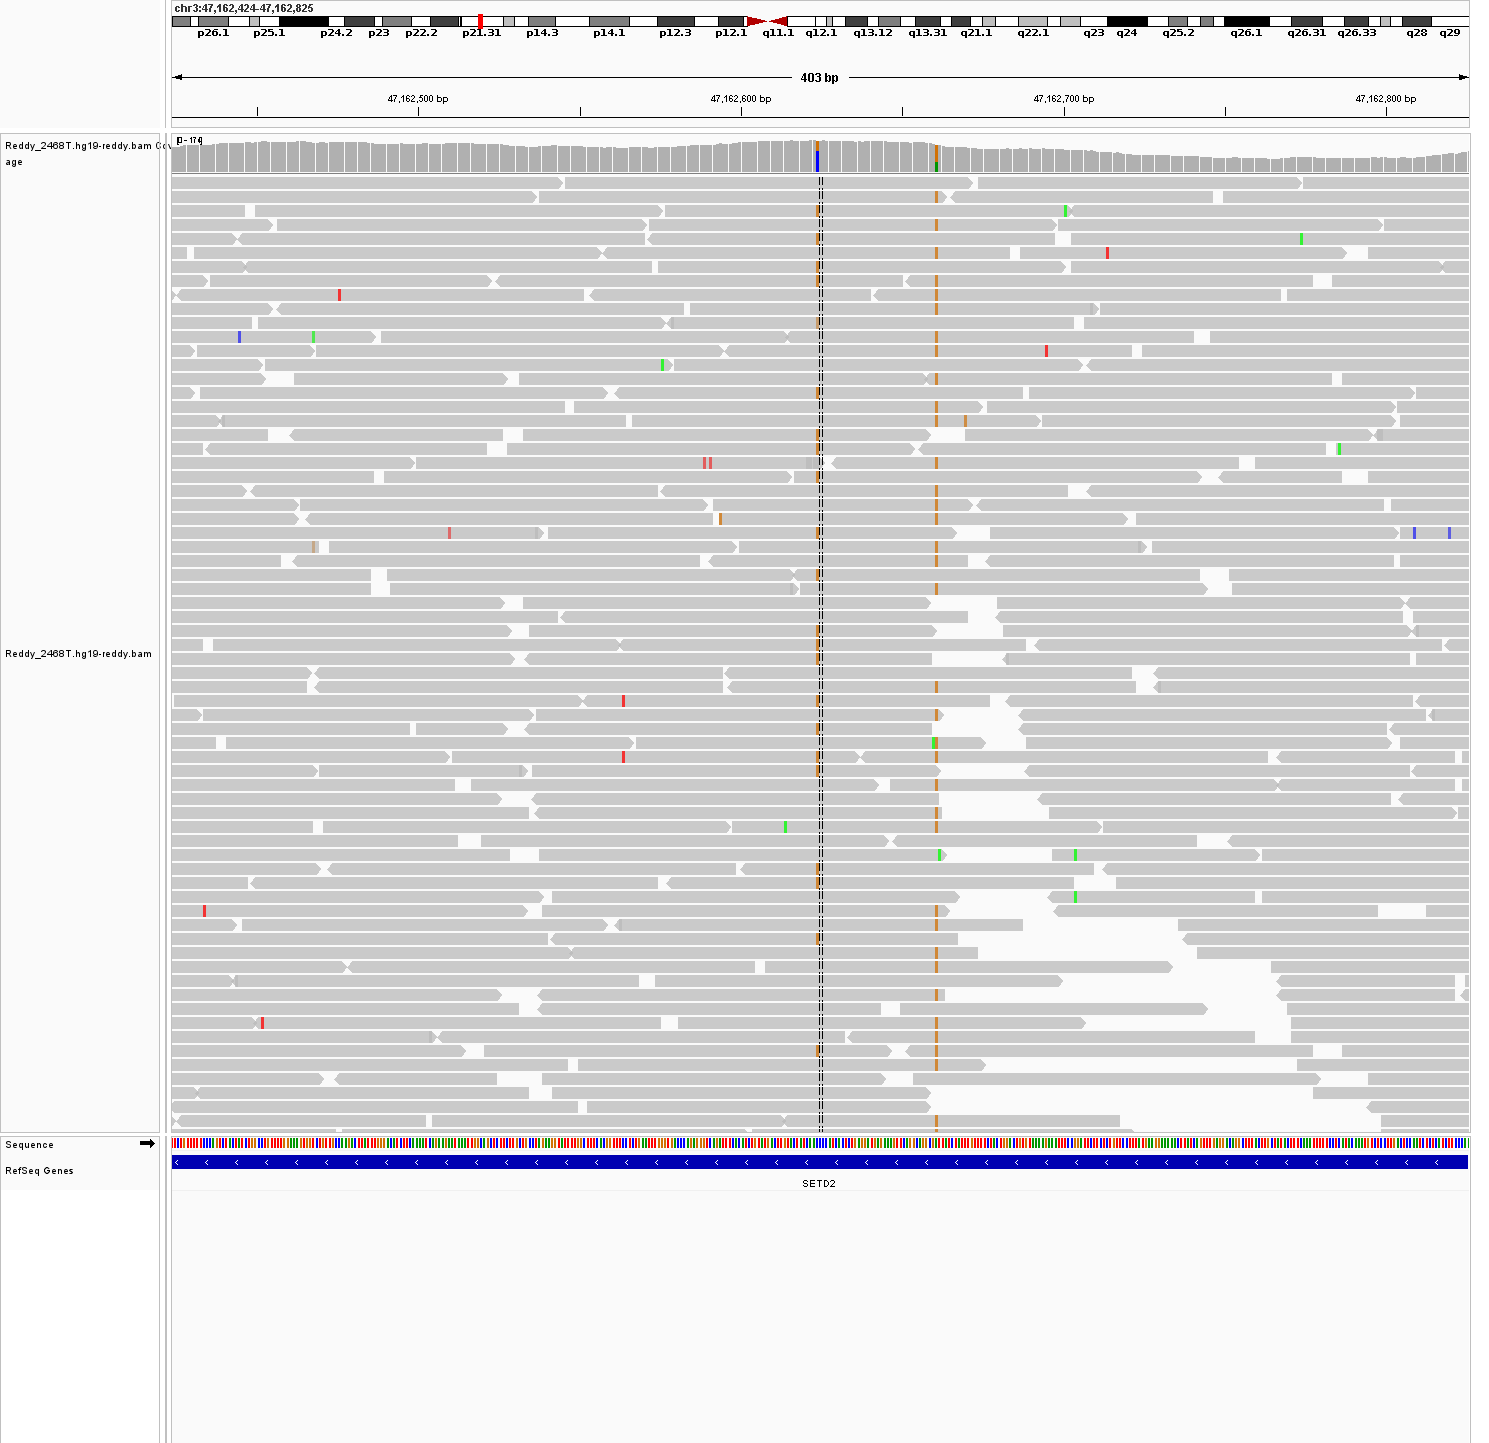 chr3:47,162,424-47,162,825
p26.1 p25.1 p24.2 p23 p22.2 p21.31 p14.3 p14.1 p12.3 p12.1 q11.1 q12.1 q13.12 q13.31 q21.1 q22.1 q23 q24 q25.2 q26.1 q26.31 q26.33 q28 q29
403 bp
47,162,500 bp 47,162,600 bp 47,162,700 bp 47,162,800 bp
Reddy_2468T.hg19-reddy.bam Cov
age
[0 - 174]
Reddy_2468T.hg19-reddy.bam
Sequence
RefSeq Genes
SETD2